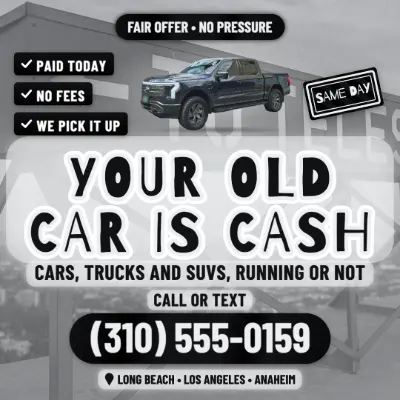 FAIR OFFER • NO PRESSURE
✓ PAID TODAY
✓ NO FEES
✓ WE PICK IT UP
SAME DAY
YOUR OLD
CAR IS CASH
CARS, TRUCKS AND SUVS, RUNNING OR NOT
CALL OR TEXT
(310) 555-0159
LONG BEACH • LOS ANGELES • ANAHEIM